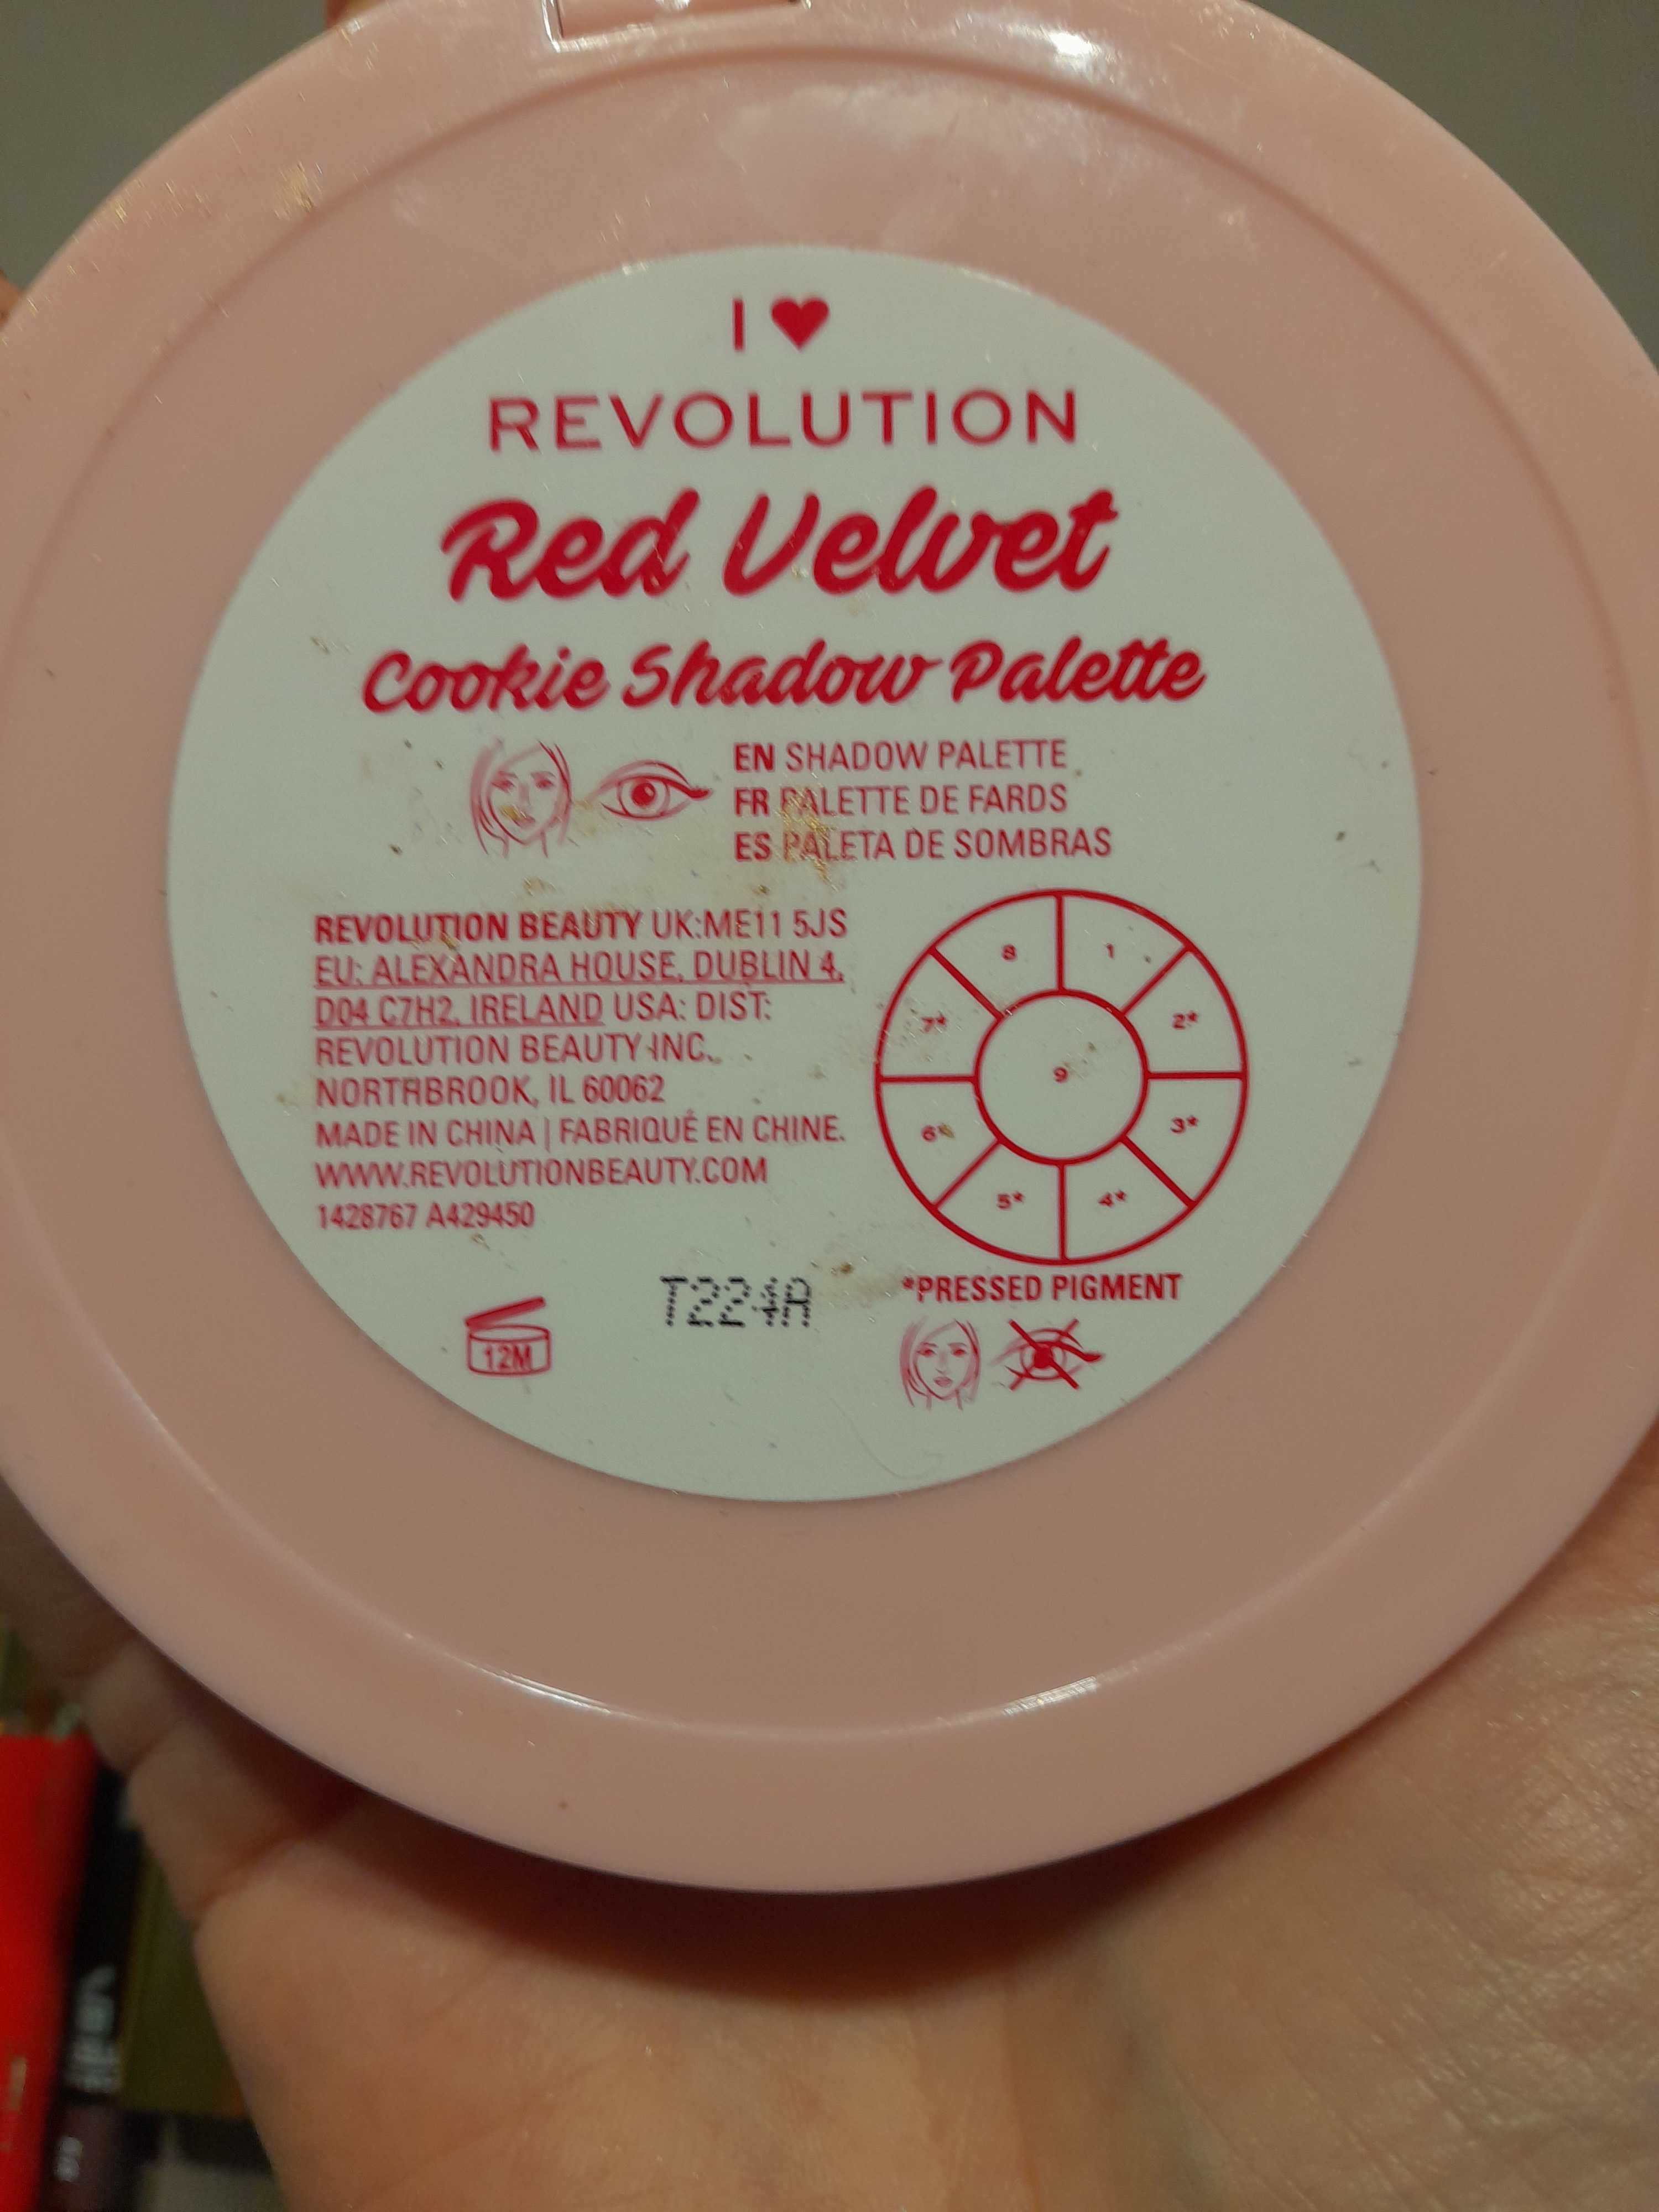 I ♥
REVOLUTION
Red Velvet
Cookie Shadow Palette
EN SHADOW PALETTE
FR PALETTE DE FARDS
ES PALETA DE SOMBRAS
REVOLUTION BEAUTY UK:ME11 5JS
EU: ALEXANDRA HOUSE, DUBLIN 4,
D04 C7H2, IRELAND USA: DIST:
REVOLUTION BEAUTY INC.
NORTHBROOK, IL 60062
MADE IN CHINA | FABRIQUÉ EN CHINE.
WWW.REVOLUTIONBEAUTY.COM
1428767 A429450
8 1
7* 2*
9
6* 3*
5* 4*
*PRESSED PIGMENT
T224A
12M